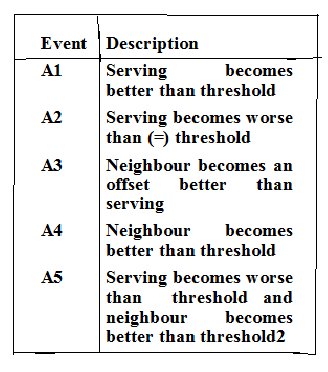 Event Description
A1 Serving becomes
better than threshold
A2 Serving becomes worse
than (=) threshold
A3 Neighbour becomes an
offset better than
serving
A4 Neighbour becomes
better than threshold
A5 Serving becomes worse
than threshold and
neighbour becomes
better than threshold2